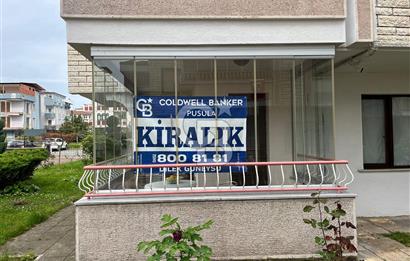 CB COLDWELL BANKER
PUSULA
KİRALIK
800 81 81
DİLEK GÜNEYSU